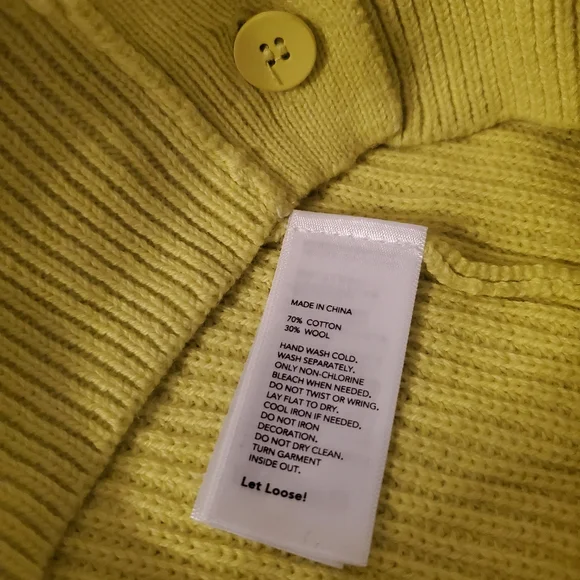 MADE IN CHINA
70% COTTON
30% WOOL
HAND WASH COLD.
WASH SEPARATELY.
ONLY NON-CHLORINE
BLEACH WHEN NEEDED.
DO NOT TWIST OR WRING.
LAY FLAT TO DRY.
COOL IRON IF NEEDED.
DO NOT IRON
DECORATION.
DO NOT DRY CLEAN.
TURN GARMENT
INSIDE OUT.
Let Loose!